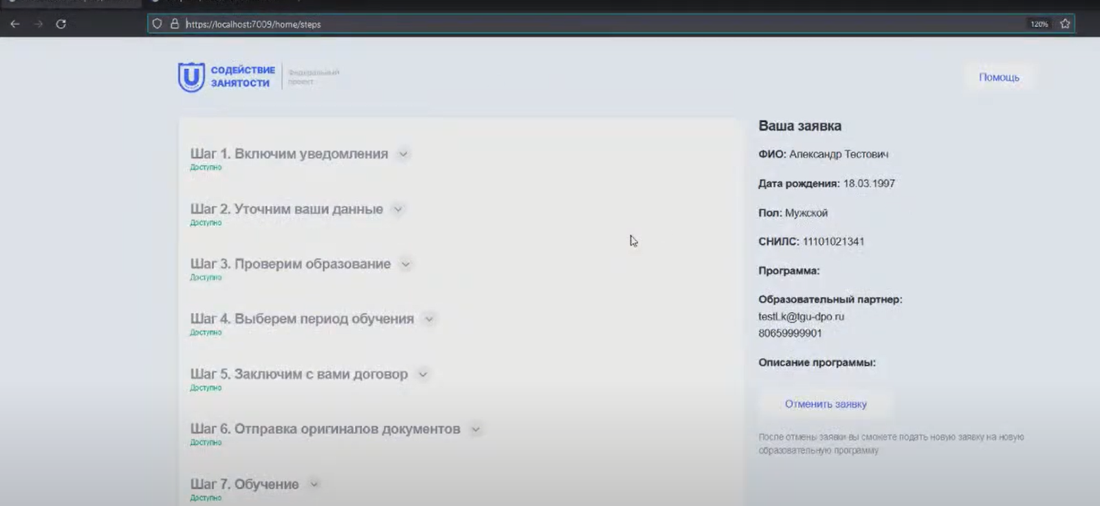 https://localhost:7009/home/steps
120%
СОДЕЙСТВИЕ
ЗАНЯТОСТИ
Федеральный
проект
Помощь
Шаг 1. Включим уведомления
Доступно
Шаг 2. Уточним ваши данные
Доступно
Шаг 3. Проверим образование
Доступно
Шаг 4. Выберем период обучения
Доступно
Шаг 5. Заключим с вами договор
Доступно
Шаг 6. Отправка оригиналов документов
Доступно
Шаг 7. Обучение
Доступно
Ваша заявка
ФИО: Александр Тестович
Дата рождения: 18.03.1997
Пол: Мужской
СНИЛС: 11101021341
Программа:
Образовательный партнер:
testl.k@tgu-dpo ru
80659999901
Описание программы:
Отменить заявку
После отмены заявки вы сможете подать новую заявку на новую
образовательную программу